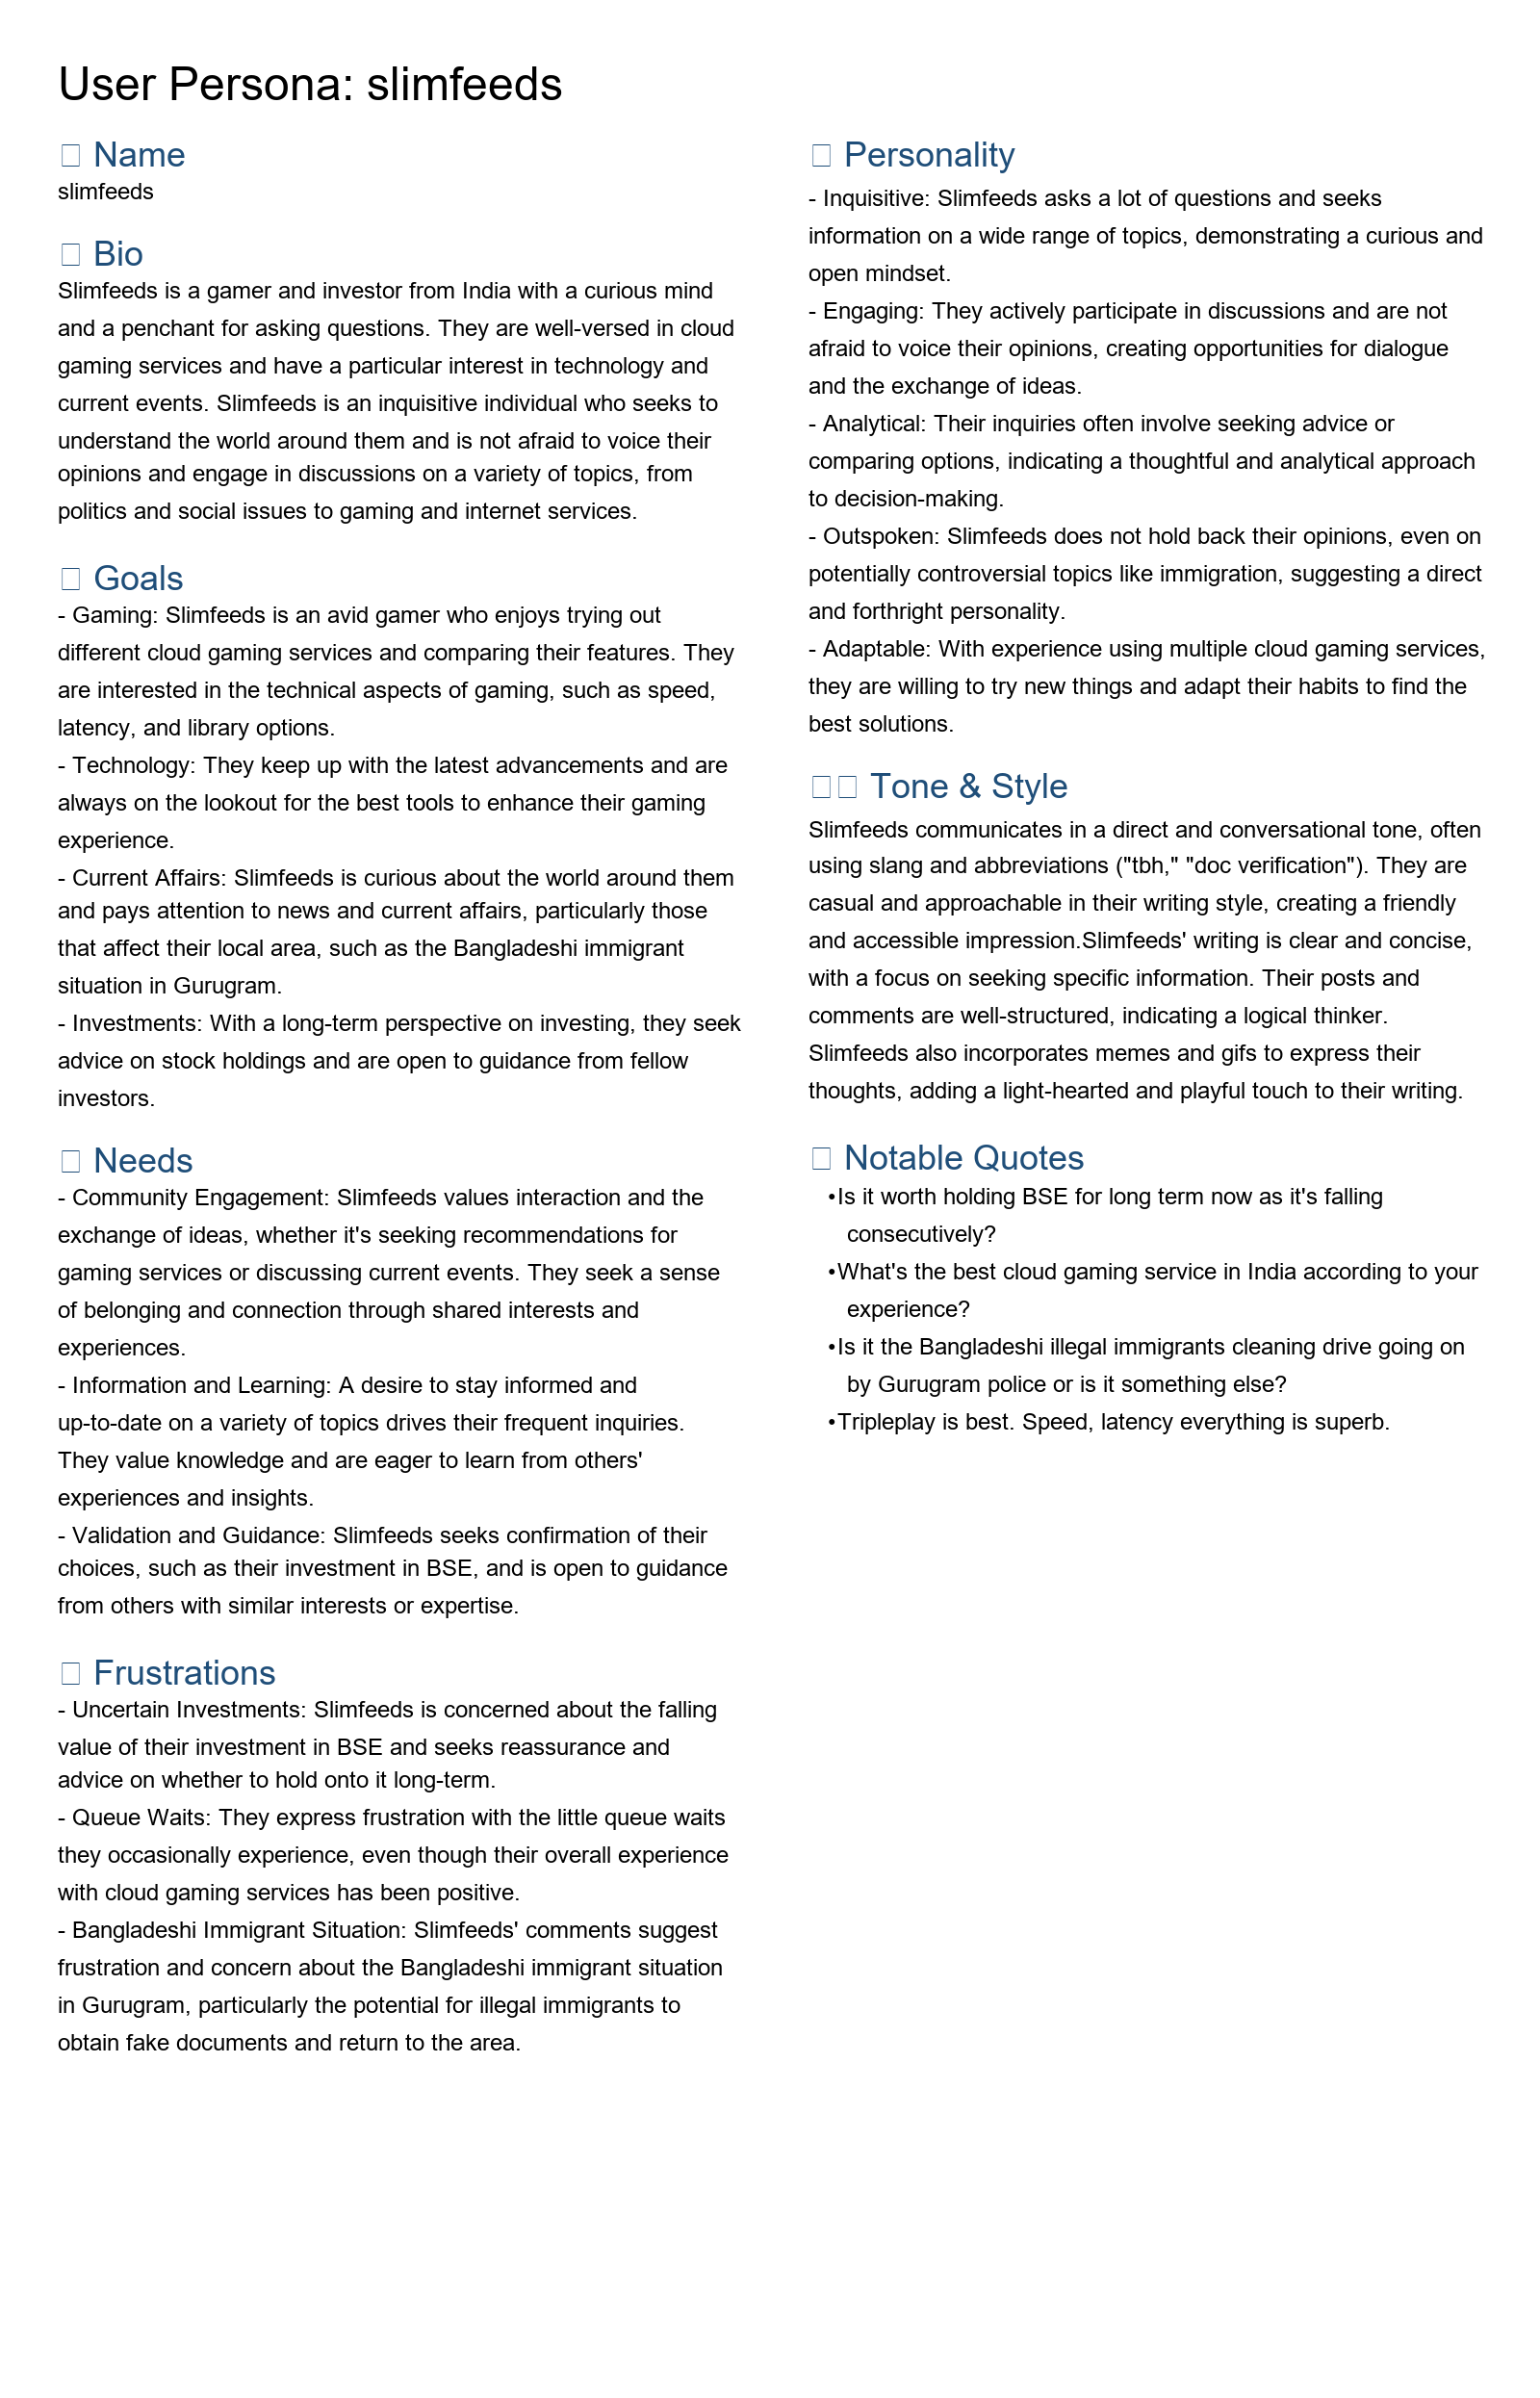 User Persona: slimfeeds
Name
slimfeeds
Bio
Slimfeeds is a gamer and investor from India with a curious mind
and a penchant for asking questions. They are well-versed in cloud
gaming services and have a particular interest in technology and
current events. Slimfeeds is an inquisitive individual who seeks to
understand the world around them and is not afraid to voice their
opinions and engage in discussions on a variety of topics, from
politics and social issues to gaming and internet services.
Goals
- Gaming: Slimfeeds is an avid gamer who enjoys trying out
different cloud gaming services and comparing their features. They
are interested in the technical aspects of gaming, such as speed,
latency, and library options.
- Technology: They keep up with the latest advancements and are
always on the lookout for the best tools to enhance their gaming
experience.
- Current Affairs: Slimfeeds is curious about the world around them
and pays attention to news and current affairs, particularly those
that affect their local area, such as the Bangladeshi immigrant
situation in Gurugram.
- Investments: With a long-term perspective on investing, they seek
advice on stock holdings and are open to guidance from fellow
investors.
Needs
- Community Engagement: Slimfeeds values interaction and the
exchange of ideas, whether it's seeking recommendations for
gaming services or discussing current events. They seek a sense
of belonging and connection through shared interests and
experiences.
- Information and Learning: A desire to stay informed and
up-to-date on a variety of topics drives their frequent inquiries.
They value knowledge and are eager to learn from others'
experiences and insights.
- Validation and Guidance: Slimfeeds seeks confirmation of their
choices, such as their investment in BSE, and is open to guidance
from others with similar interests or expertise.
Frustrations
- Uncertain Investments: Slimfeeds is concerned about the falling
value of their investment in BSE and seeks reassurance and
advice on whether to hold onto it long-term.
- Queue Waits: They express frustration with the little queue waits
they occasionally experience, even though their overall experience
with cloud gaming services has been positive.
- Bangladeshi Immigrant Situation: Slimfeeds' comments suggest
frustration and concern about the Bangladeshi immigrant situation
in Gurugram, particularly the potential for illegal immigrants to
obtain fake documents and return to the area.
Personality
- Inquisitive: Slimfeeds asks a lot of questions and seeks
information on a wide range of topics, demonstrating a curious and
open mindset.
- Engaging: They actively participate in discussions and are not
afraid to voice their opinions, creating opportunities for dialogue
and the exchange of ideas.
- Analytical: Their inquiries often involve seeking advice or
comparing options, indicating a thoughtful and analytical approach
to decision-making.
- Outspoken: Slimfeeds does not hold back their opinions, even on
potentially controversial topics like immigration, suggesting a direct
and forthright personality.
- Adaptable: With experience using multiple cloud gaming services,
they are willing to try new things and adapt their habits to find the
best solutions.
Tone & Style
Slimfeeds communicates in a direct and conversational tone, often
using slang and abbreviations ("tbh," "doc verification"). They are
casual and approachable in their writing style, creating a friendly
and accessible impression.Slimfeeds' writing is clear and concise,
with a focus on seeking specific information. Their posts and
comments are well-structured, indicating a logical thinker.
Slimfeeds also incorporates memes and gifs to express their
thoughts, adding a light-hearted and playful touch to their writing.
Notable Quotes
•Is it worth holding BSE for long term now as it's falling
consecutively?
•What's the best cloud gaming service in India according to your
experience?
•Is it the Bangladeshi illegal immigrants cleaning drive going on
by Gurugram police or is it something else?
•Tripleplay is best. Speed, latency everything is superb.